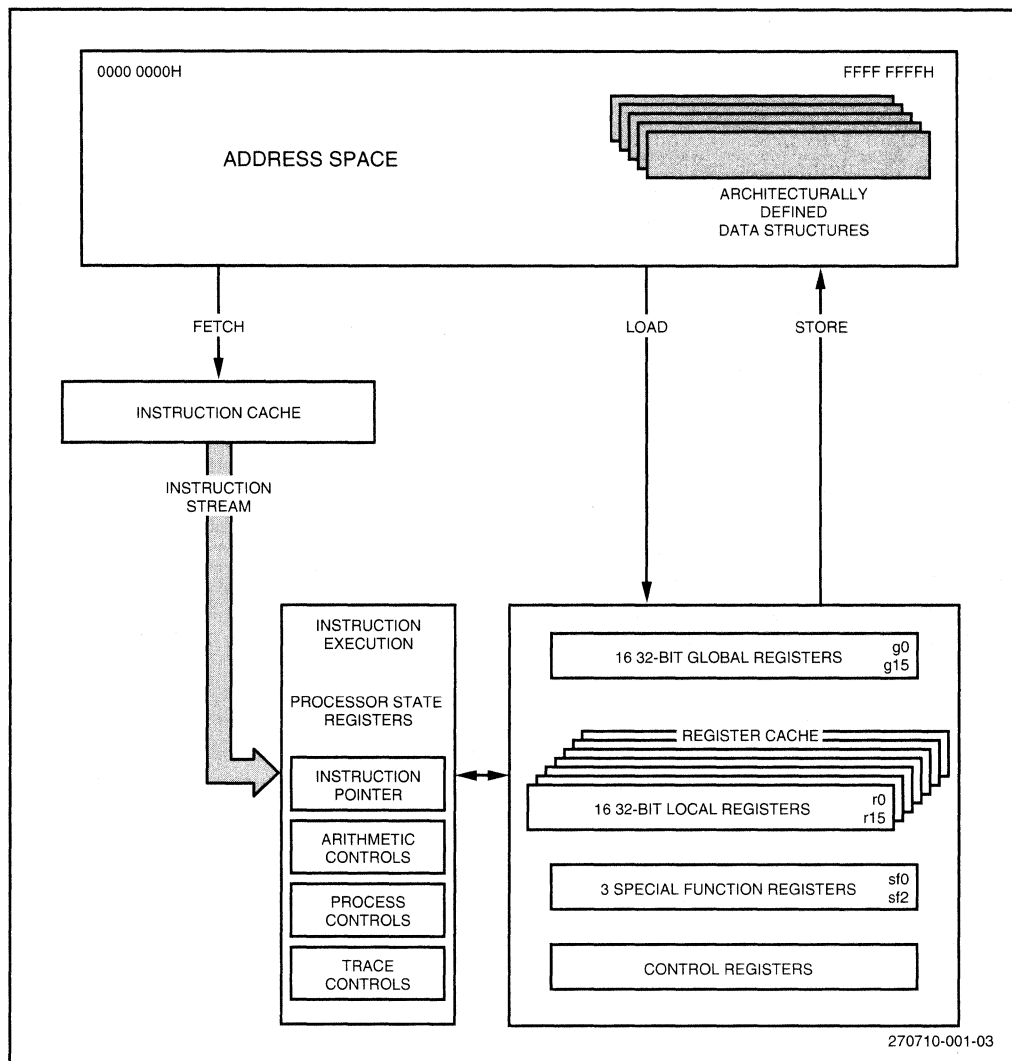 0000 0000H
FFFF FFFFH
ADDRESS SPACE
ARCHITECTURALLY
DEFINED
DATA STRUCTURES
FETCH
LOAD
STORE
INSTRUCTION CACHE
INSTRUCTION
STREAM
INSTRUCTION
EXECUTION
PROCESSOR STATE
REGISTERS
INSTRUCTION
POINTER
ARITHMETIC
CONTROLS
PROCESS
CONTROLS
TRACE
CONTROLS
16 32-BIT GLOBAL REGISTERS
g0
g15
REGISTER CACHE
16 32-BIT LOCAL REGISTERS
r0
r15
3 SPECIAL FUNCTION REGISTERS
sf0
sf2
CONTROL REGISTERS
270710-001-03